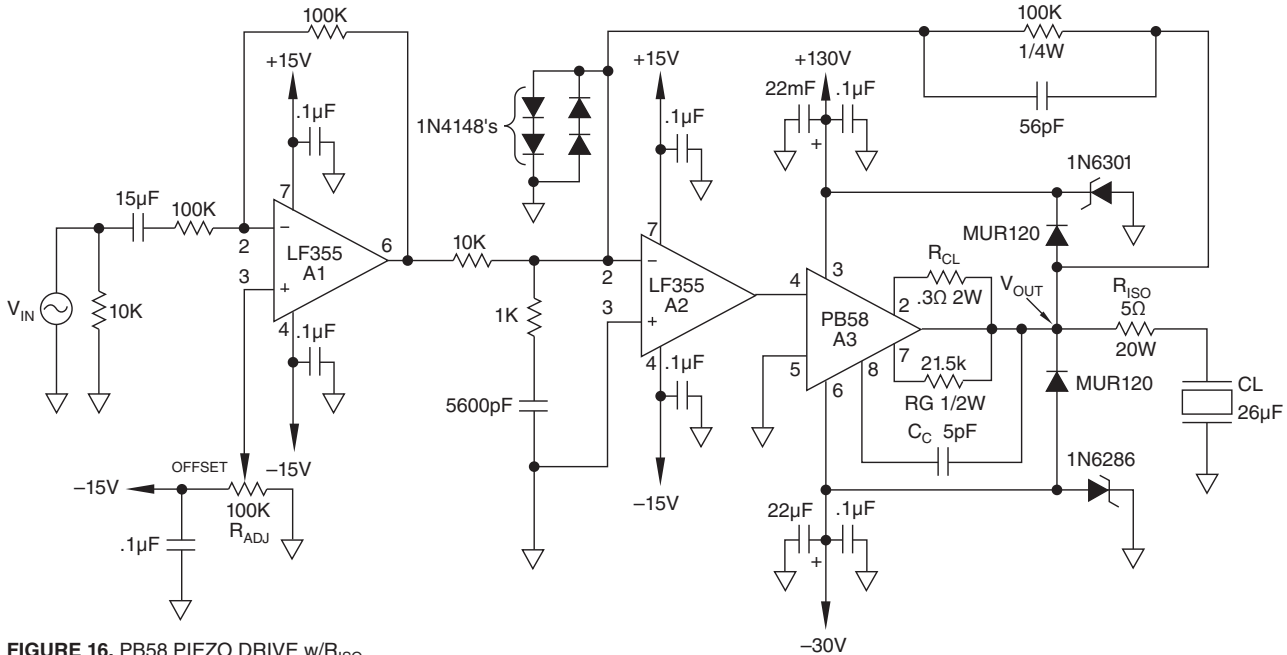 100K
+15V
.1µF
15µF
100K
7
2
3
–
+
LF355
A1
6
4
.1µF
–15V
V_IN
10K
OFFSET
–15V
100K
R_ADJ
.1µF
1N4148's
10K
1K
5600pF
+15V
.1µF
7
2
3
–
+
LF355
A2
4
.1µF
–15V
+130V
22mF
.1µF
+
4
5
3
PB58
A3
6
2
7
8
R_CL
.3Ω 2W
21.5k
RG 1/2W
C_C 5pF
22µF
.1µF
+
–30V
100K
1/4W
56pF
1N6301
MUR120
V_OUT
R_ISO
5Ω
20W
MUR120
1N6286
CL
26µF
FIGURE 16. PB58 PIEZO DRIVE w/R_ISO